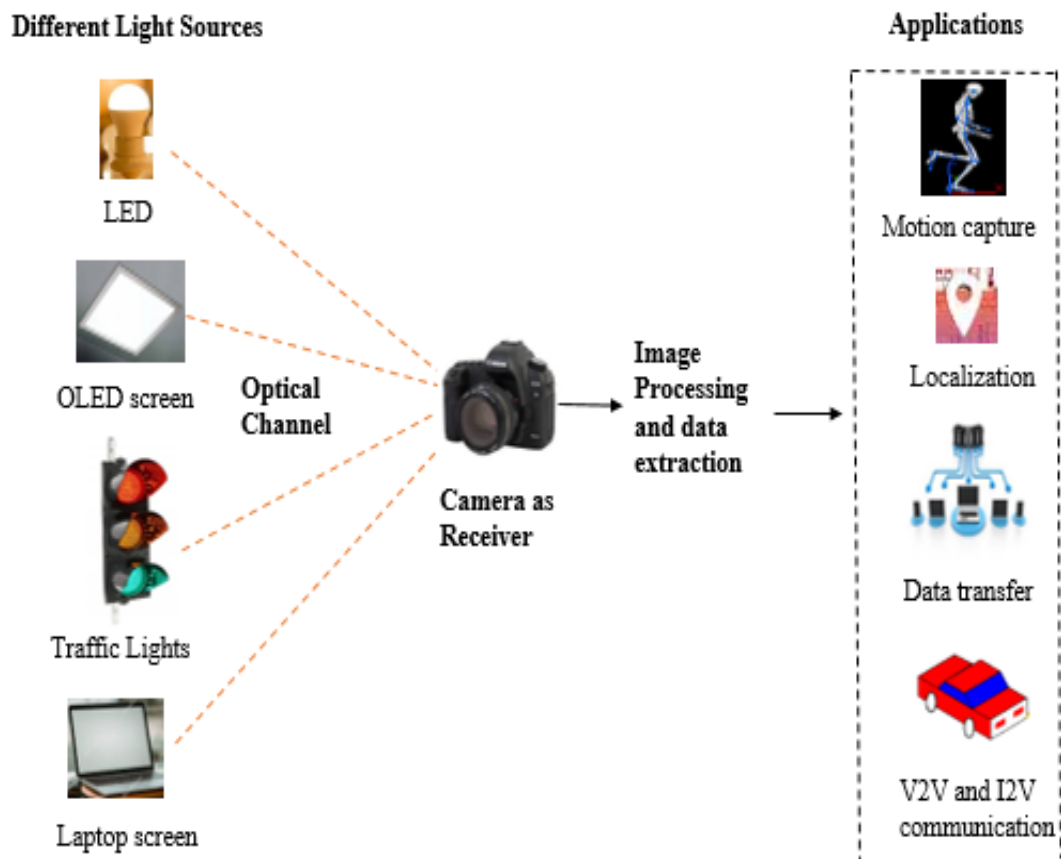 Different Light Sources
Applications
LED
OLED screen
Traffic Lights
Laptop screen
Optical
Channel
Camera as
Receiver
Image
Processing
and data
extraction
Motion capture
Localization
Data transfer
V2V and I2V
communication